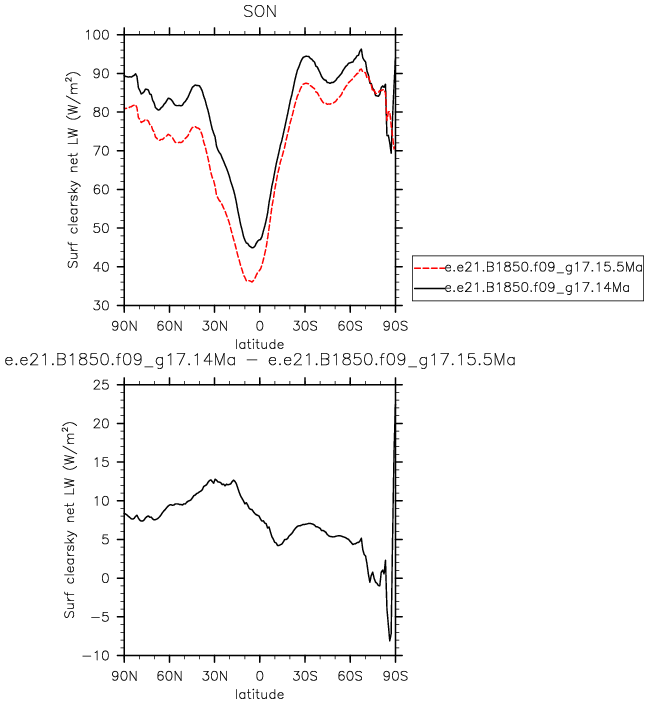 SON
100
90
80
70
60
50
40
30
Surf clearsky net LW (W/m²)
90N 60N 30N 0 30S 60S 90S
latitude
e.e21.B1850.f09_g17.15.5Ma
e.e21.B1850.f09_g17.14Ma
e.e21.B1850.f09_g17.14Ma − e.e21.B1850.f09_g17.15.5Ma
25
20
15
10
5
0
−5
−10
Surf clearsky net LW (W/m²)
90N 60N 30N 0 30S 60S 90S
latitude